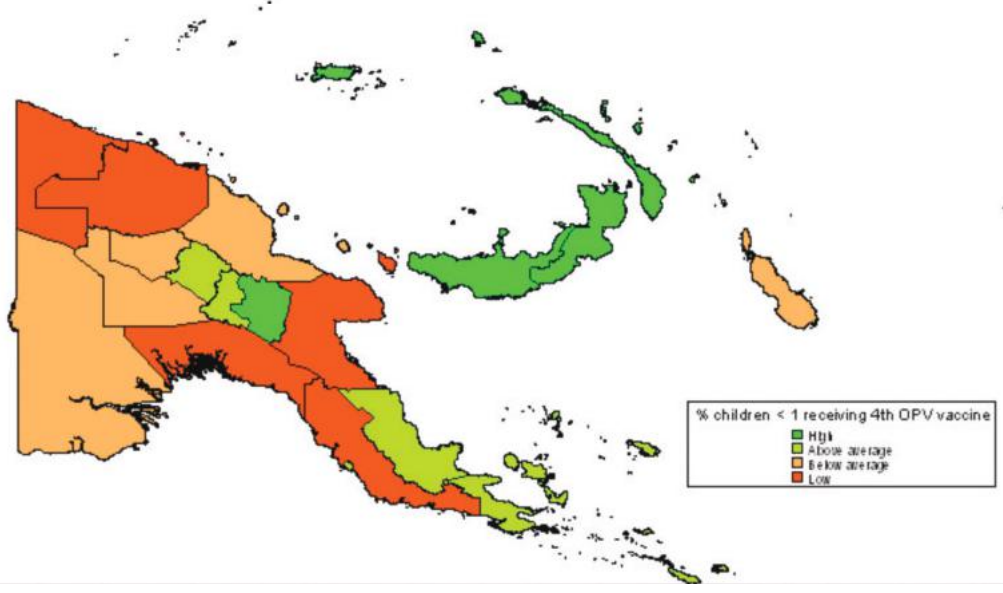 % children < 1 receiving 4th OPV vaccine
High
Above average
Below average
Low